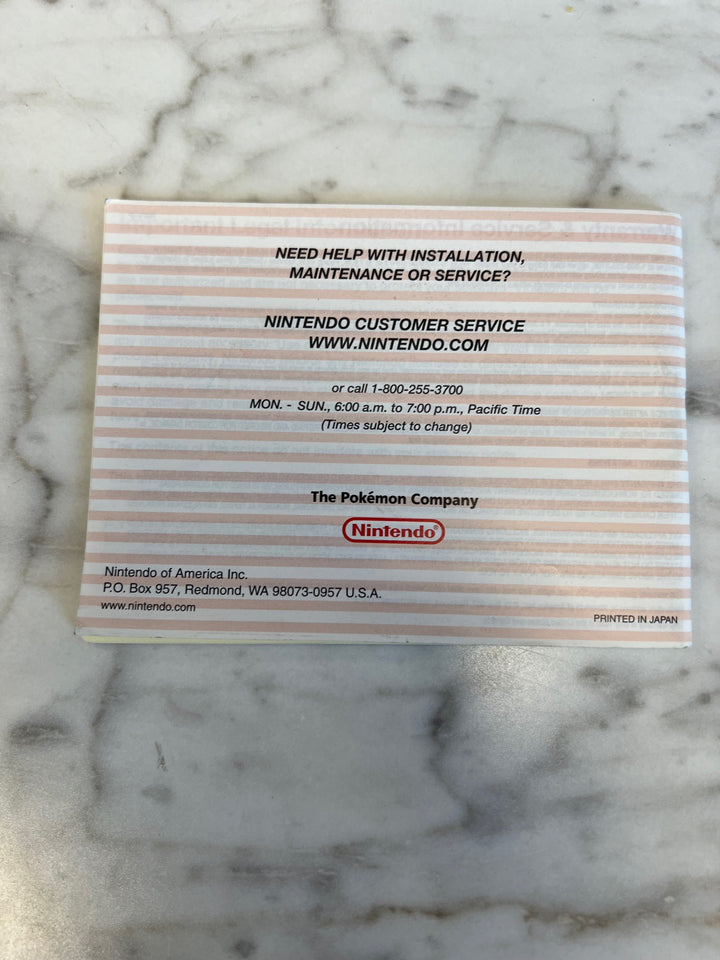 NEED HELP WITH INSTALLATION,
MAINTENANCE OR SERVICE?
NINTENDO CUSTOMER SERVICE
WWW.NINTENDO.COM
or call 1-800-255-3700
MON. - SUN., 6:00 a.m. to 7:00 p.m., Pacific Time
(Times subject to change)
The Pokémon Company
Nintendo®
Nintendo of America Inc.
P.O. Box 957, Redmond, WA 98073-0957 U.S.A.
www.nintendo.com
PRINTED IN JAPAN